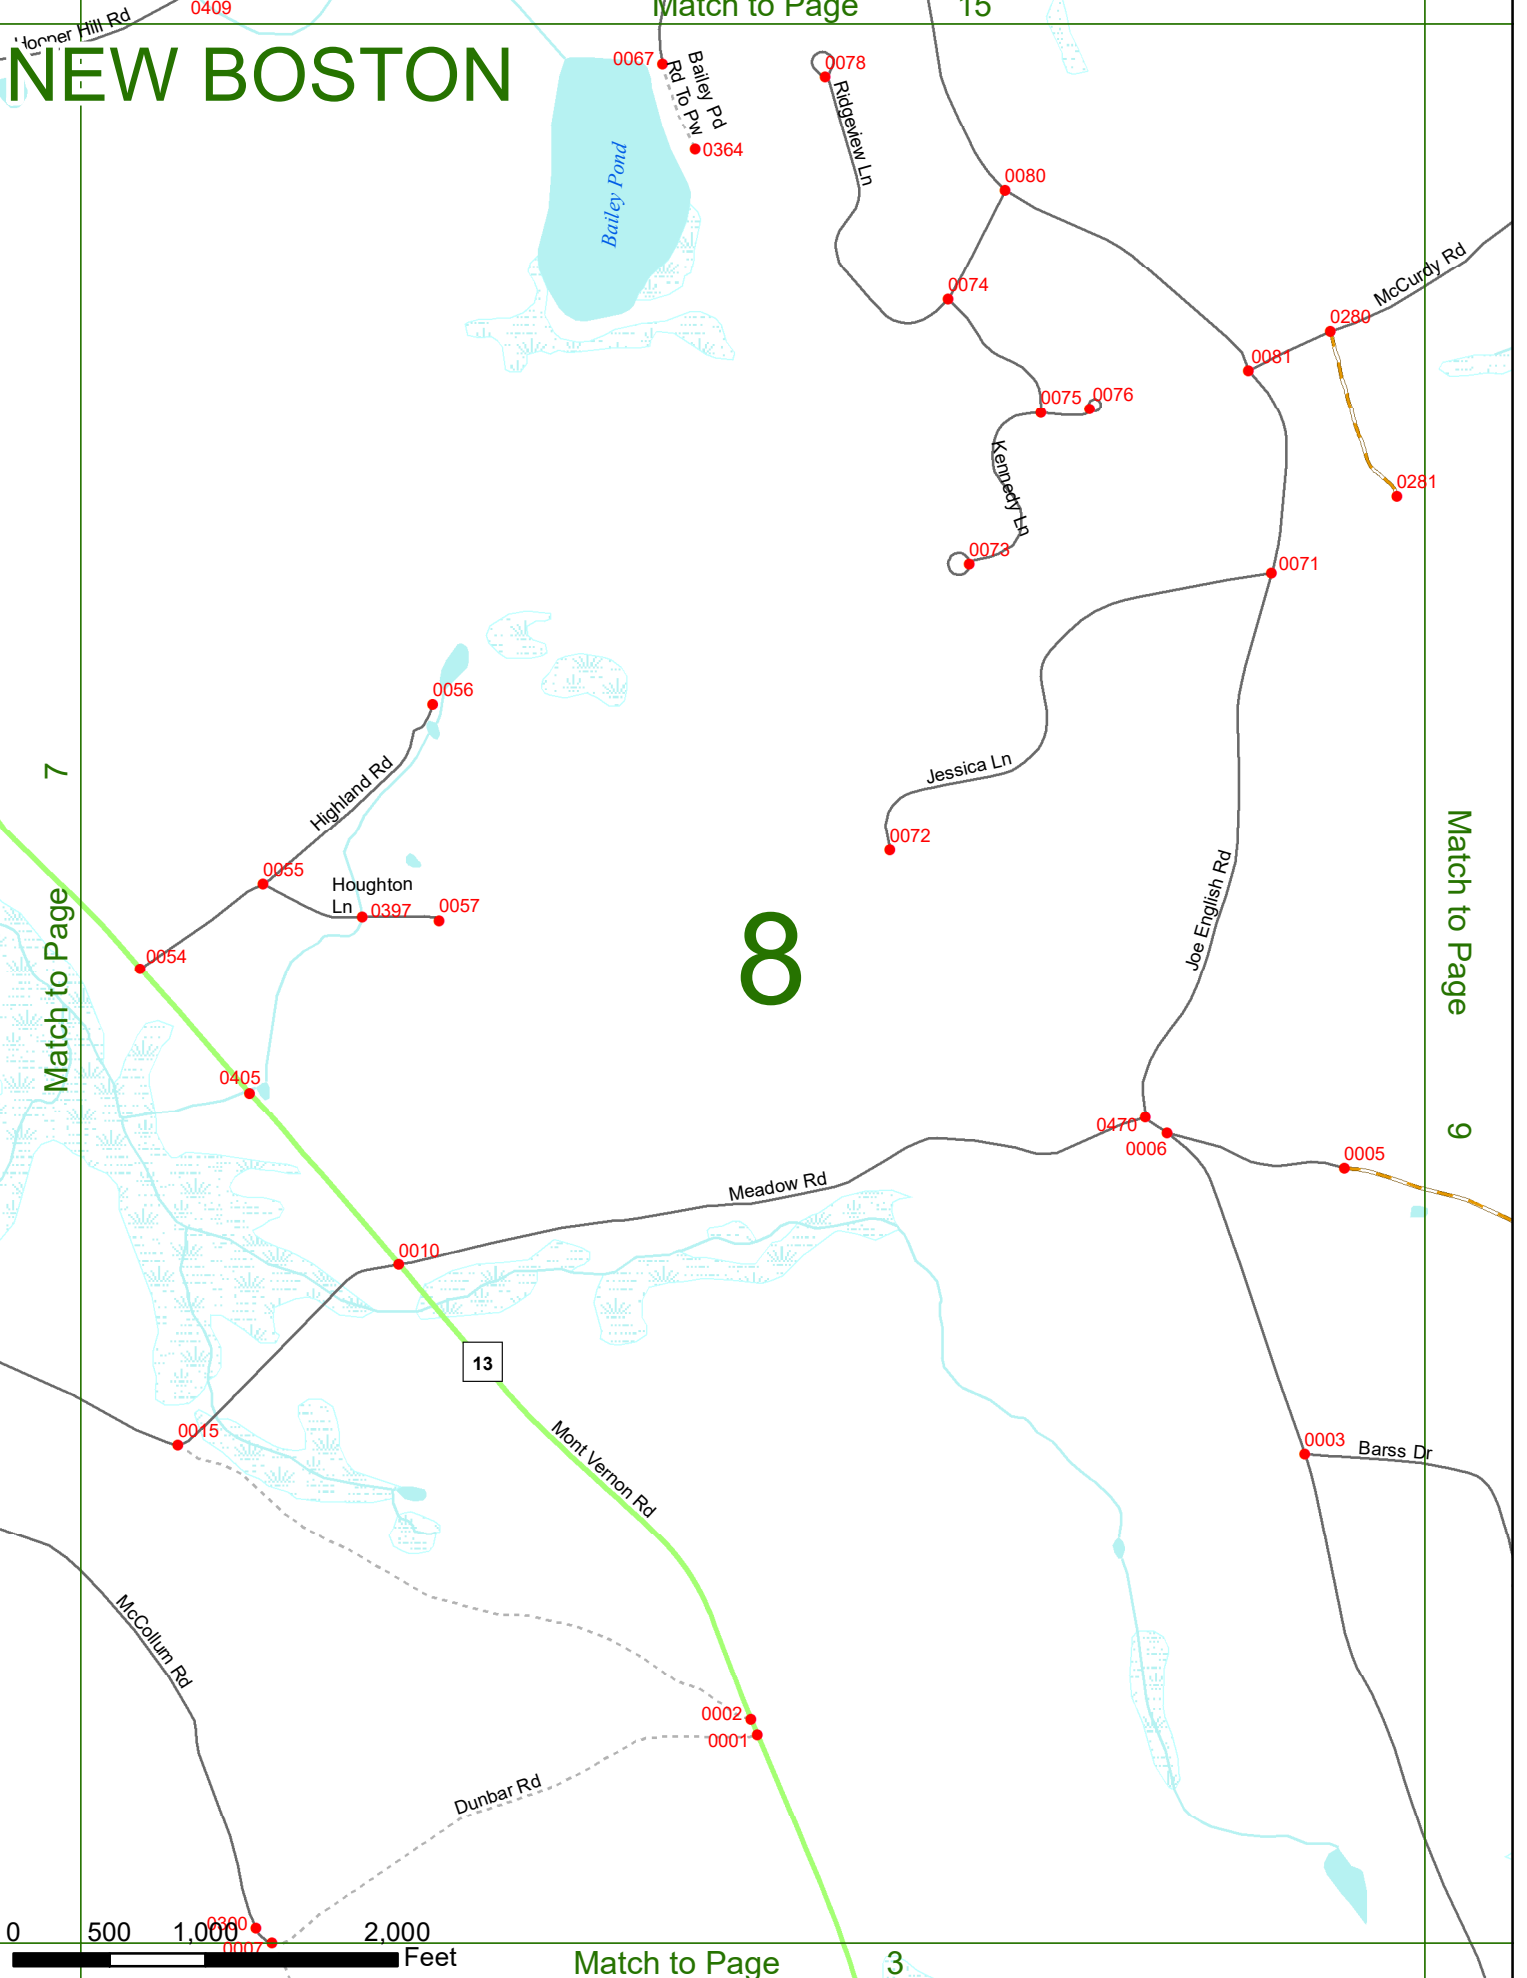 0409
Match to Page 15
Hooper Hill Rd
NEW BOSTON
0067
Bailey Pd
Rd To Pw
0364
0078
Ridgeview Ln
Bailey Pond
0080
0074
McCurdy Rd
0280
0081
0075
0076
0281
Kennedy Ln
0073
0071
0056
7
Highland Rd
Jessica Ln
0072
0055
Houghton
Ln
0397
0057
0054
Match to Page
8
Joe English Rd
Match to Page
9
0405
0470
0006
0005
Meadow Rd
0010
13
0015
0003
Barss Dr
Mont Vernon Rd
McCollum Rd
0002
0001
Dunbar Rd
0300
0007
0 500 1,000 2,000
Feet
Match to Page 3